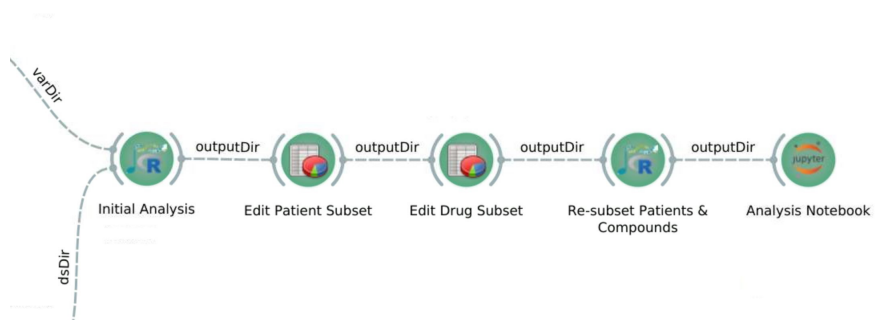 varDir
outputDir
outputDir
outputDir
outputDir
R
R
jupyter
Initial Analysis
Edit Patient Subset
Edit Drug Subset
Re-subset Patients &
Compounds
Analysis Notebook
dsDir